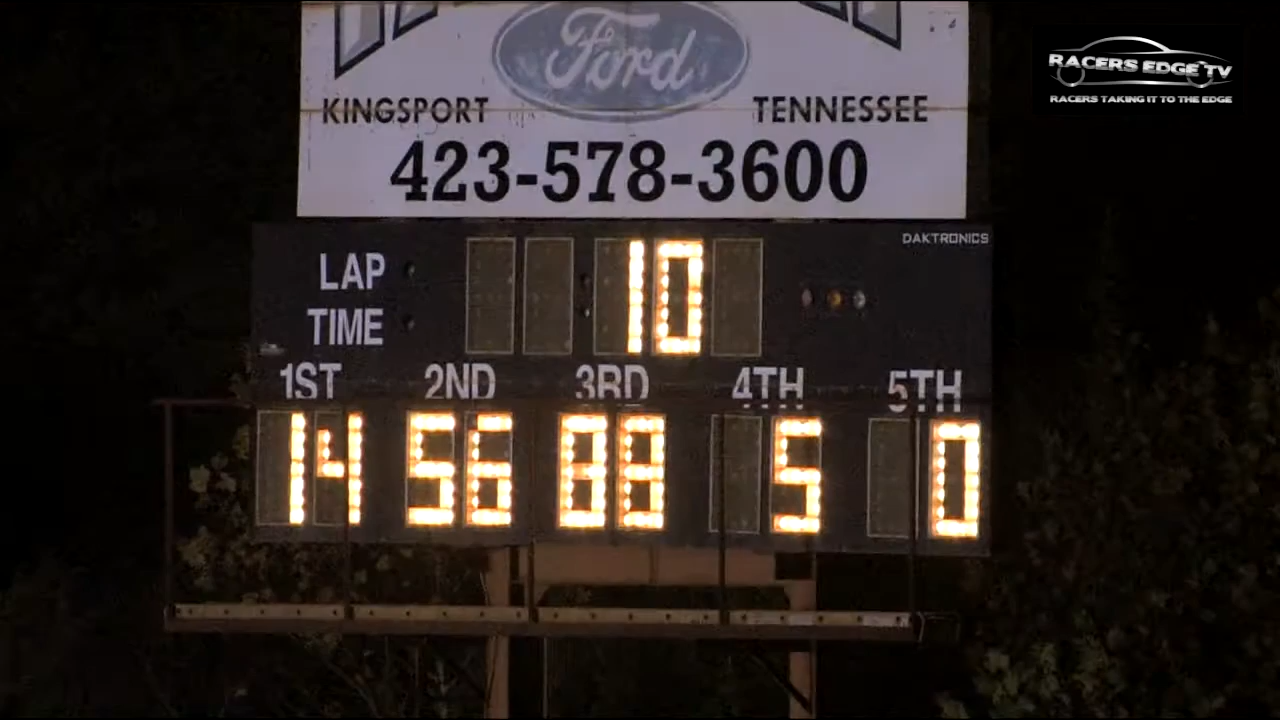 Ford
RACERS EDGE TV
RACERS TAKING IT TO THE EDGE
KINGSPORT TENNESSEE
423-578-3600
DAKTRONICS
LAP
TIME
10
1ST 2ND 3RD 4TH 5TH
14 56 88 5 0